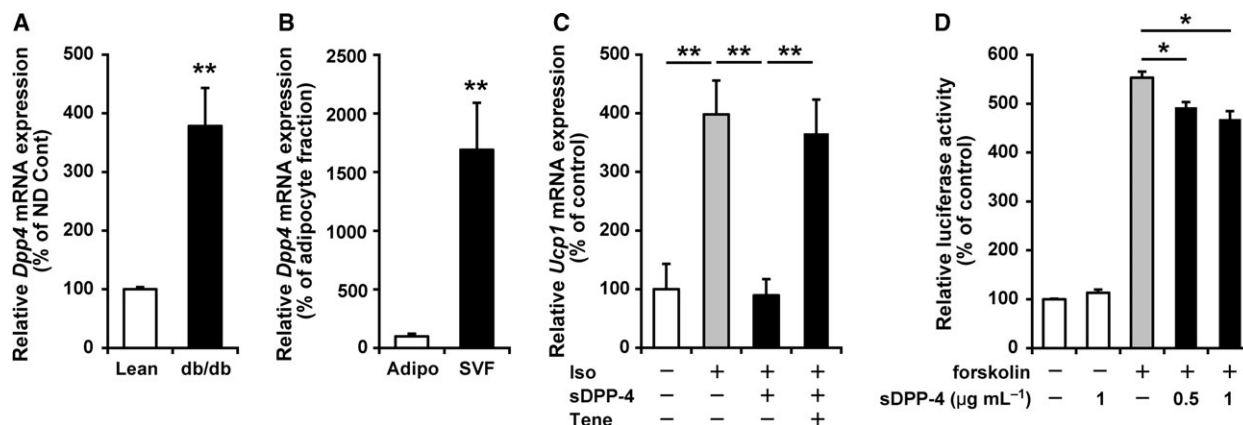 A
Relative Dpp4 mRNA expression
(% of ND Cont)
500
400
300
200
100
0
**
Lean db/db
B
Relative Dpp4 mRNA expression
(% of adipocyte fraction)
2500
2000
1500
1000
500
0
**
Adipo SVF
C
Relative Ucp1 mRNA expression
(% of control)
500
400
300
200
100
0
** ** **
Iso − + + +
sDPP-4 − − + +
Tene − − − +
D
Relative luciferase activity
(% of control)
600
500
400
300
200
100
0
*
*
forskolin − − + + +
sDPP-4 (μg mL⁻¹) − 1 − 0.5 1